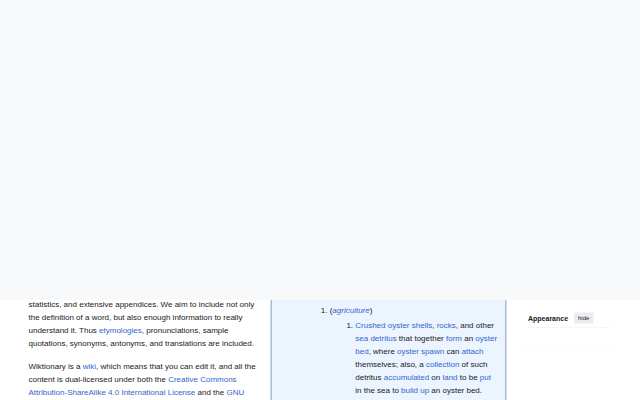 statistics, and extensive appendices. We aim to include not only
the definition of a word, but also enough information to really
understand it. Thus etymologies, pronunciations, sample
quotations, synonyms, antonyms, and translations are included.
Wiktionary is a wiki, which means that you can edit it, and all the
content is dual-licensed under both the Creative Commons
Attribution-ShareAlike 4.0 International License and the GNU
1. (agriculture)
1. Crushed oyster shells, rocks, and other
sea detritus that together form an oyster
bed, where oyster spawn can attach
themselves; also, a collection of such
detritus accumulated on land to be put
in the sea to build up an oyster bed.
Appearance hide